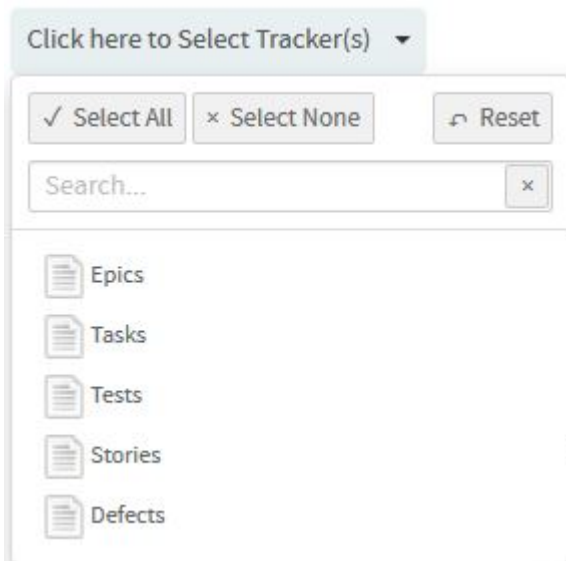 Click here to Select Tracker(s)
✓ Select All × Select None Reset
Search... ×
Epics
Tasks
Tests
Stories
Defects